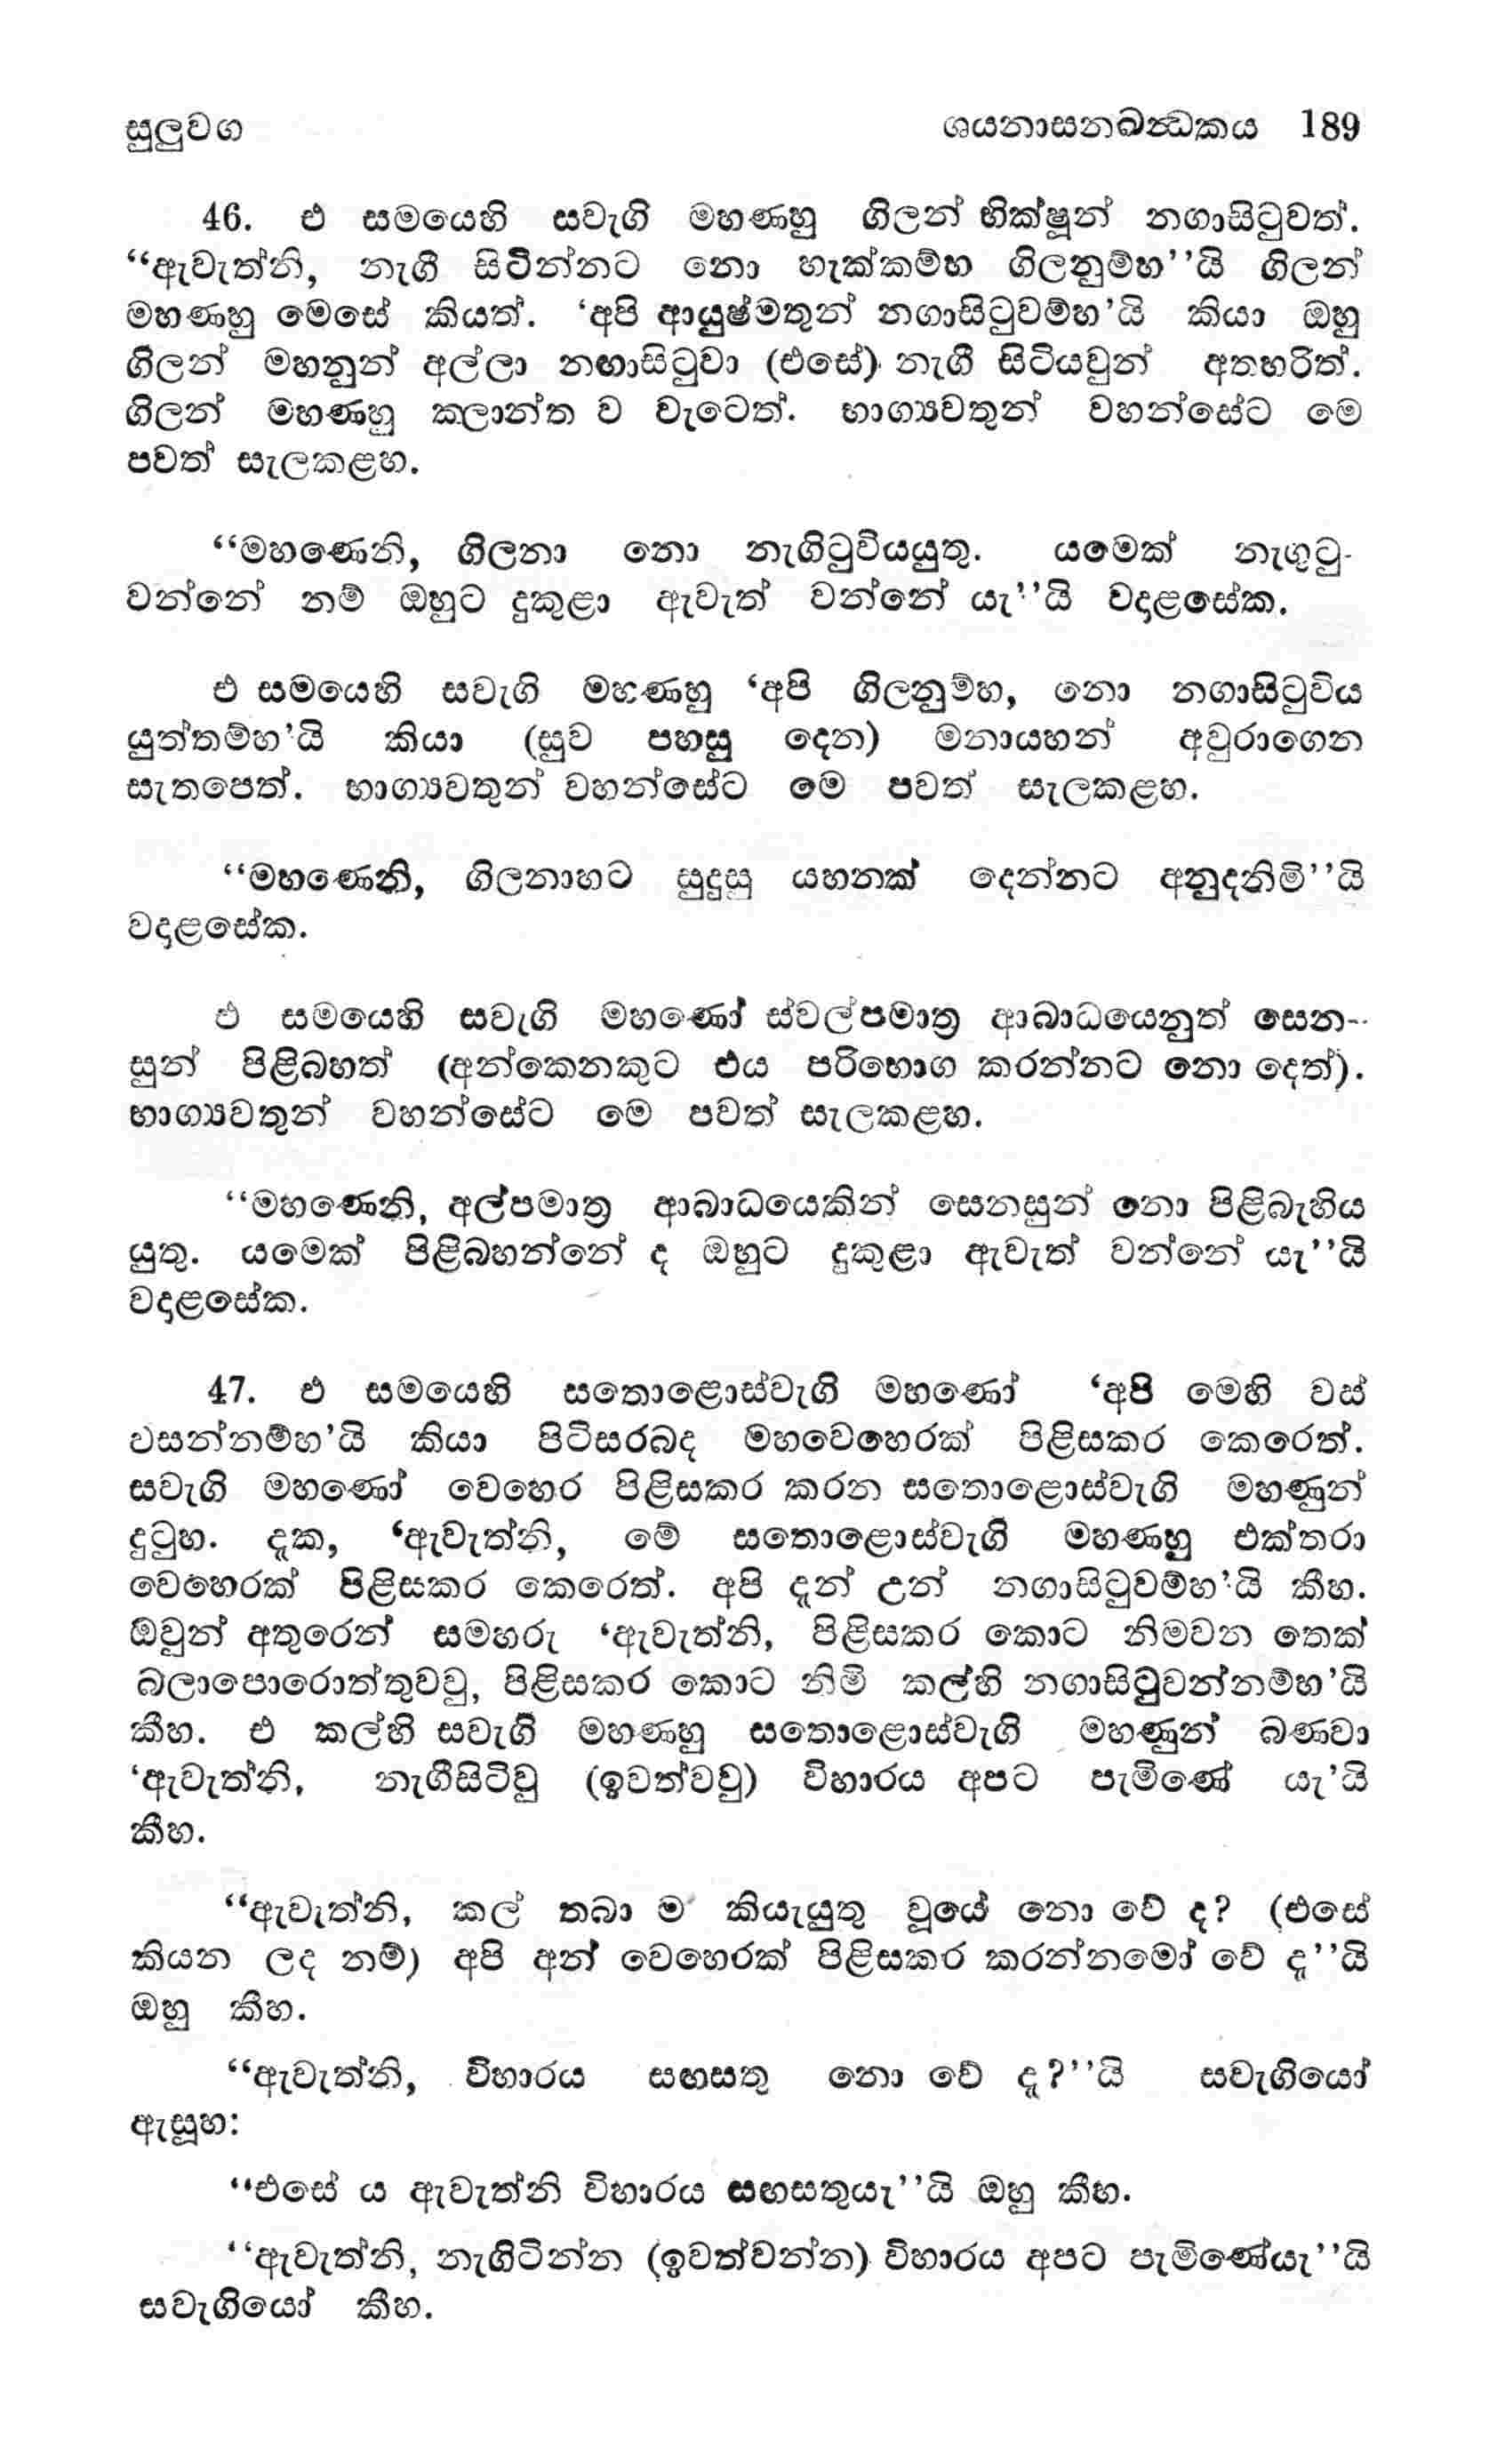 සුලුවග ශයනාසනඛන්‍ධකය 189
46. එ සමයෙහි සවැගි මහණහු ගිලන් භික්ෂූන් නගාසිටුවත්.
“ඇවැත්නි, නැගී සිටින්නට නො හැක්කම්හ ගිලනුම්හ’’යි ගිලන්
මහණහු මෙසේ කියත්. ‘අපි ආයුෂ්මතුන් නගාසිටුවම්හ’යි කියා ඔහු
ගිලන් මහනුන් අල්ලා නඟාසිටුවා (එසේ) නැගී සිටියවුන් අතහරිත්.
ගිලන් මහණහු කලාන්ත ව වැටෙත්. භාග්‍යවතුන් වහන්සේට මෙ
පවත් සැලකළහ.
“මහණෙනි, ගිලනා නො නැගිටුවියයුතු. යමෙක් නැගුටු-
වන්නේ නම් ඔහුට දුකුළා ඇවැත් වන්නේ යැ’’යි වදළසේක.
එ සමයෙහි සවැගි මහණහු ‘අපි ගිලනුම්හ, නො නගාසිටුවිය
යුත්තම්හ’යි කියා (සුව පහසු දෙන) මනායහන් අවුරාගෙන
සැතපෙත්. භාග්‍යවතුන් වහන්සේට මෙ පවත් සැලකළහ.
“මහණෙනි, ගිලනාහට සුදුසු යහනක් දෙන්නට අනුදනිමි’’යි
වදළසේක.
එ සමයෙහි සවැගි මහණෝ ස්වල්පමාත්‍ර ආබාධයෙනුත් සෙන-
සුන් පිළිබහත් (අන්කෙනකුට එය පරිභොග කරන්නට නො දෙත්).
භාග්‍යවතුන් වහන්සේට මෙ පවත් සැලකළහ.
“මහණෙනි, අල්පමාත්‍ර ආබාධයෙකින් සෙනසුන් නො පිළිබැහිය
යුතු. යමෙක් පිළිබහන්නේ ද ඔහුට දුකුළා ඇවැත් වන්නේ යැ’’යි
වදළසේක.
47. එ සමයෙහි සතොළොස්වැගි මහණෝ ‘අපි මෙහි වස්
වසන්නම්හ’යි කියා පිටිසරබද මහවෙහෙරක් පිළිසකර කෙරෙත්.
සවැගි මහණෝ වෙහෙර පිළිසකර කරන සතොළොස්වැගි මහණුන්
දුටුහ. දැක, ‘ඇවැත්නි, මේ සතොළොස්වැගි මහණහු එක්තරා
වෙහෙරක් පිළිසකර කෙරෙත්. අපි දැන් උන් නගාසිටුවම්හ’යි කීහ.
ඔවුන් අතුරෙන් සමහරු ‘ඇවැත්නි, පිළිසකර කොට නිමවන තෙක්
බලාපොරොත්තුවවු, පිළිසකර කොට නිමි කල්හි නගාසිටුවන්නම්හ’යි
කීහ. එ කල්හි සවැගි මහණහු සතොළොස්වැගි මහණුන් බණවා
‘ඇවැත්නි, නැගීසිටිවු (ඉවත්වවු) විහාරය අපට පැමිණේ යැ’යි
කීහ.
“ඇවැත්නි, කල් තබා ම කියැයුතු වූයේ නො වේ ද? (එසේ
කියන ලද නම්) අපි අන් වෙහෙරක් පිළිසකර කරන්නමෝ වේ දැ’’යි
ඔහු කීහ.
“ඇවැත්නි, විහාරය සඟසතු නො වේ දැ?’’යි සවැගියෝ
ඇසූහ:
“එසේ ය ඇවැත්නි විහාරය සඟසතුයැ’’යි ඔහු කීහ.
“ඇවැත්නි, නැගිටින්න (ඉවත්වන්න) විහාරය අපට පැමිණේයැ’’යි
සවැගියෝ කීහ.